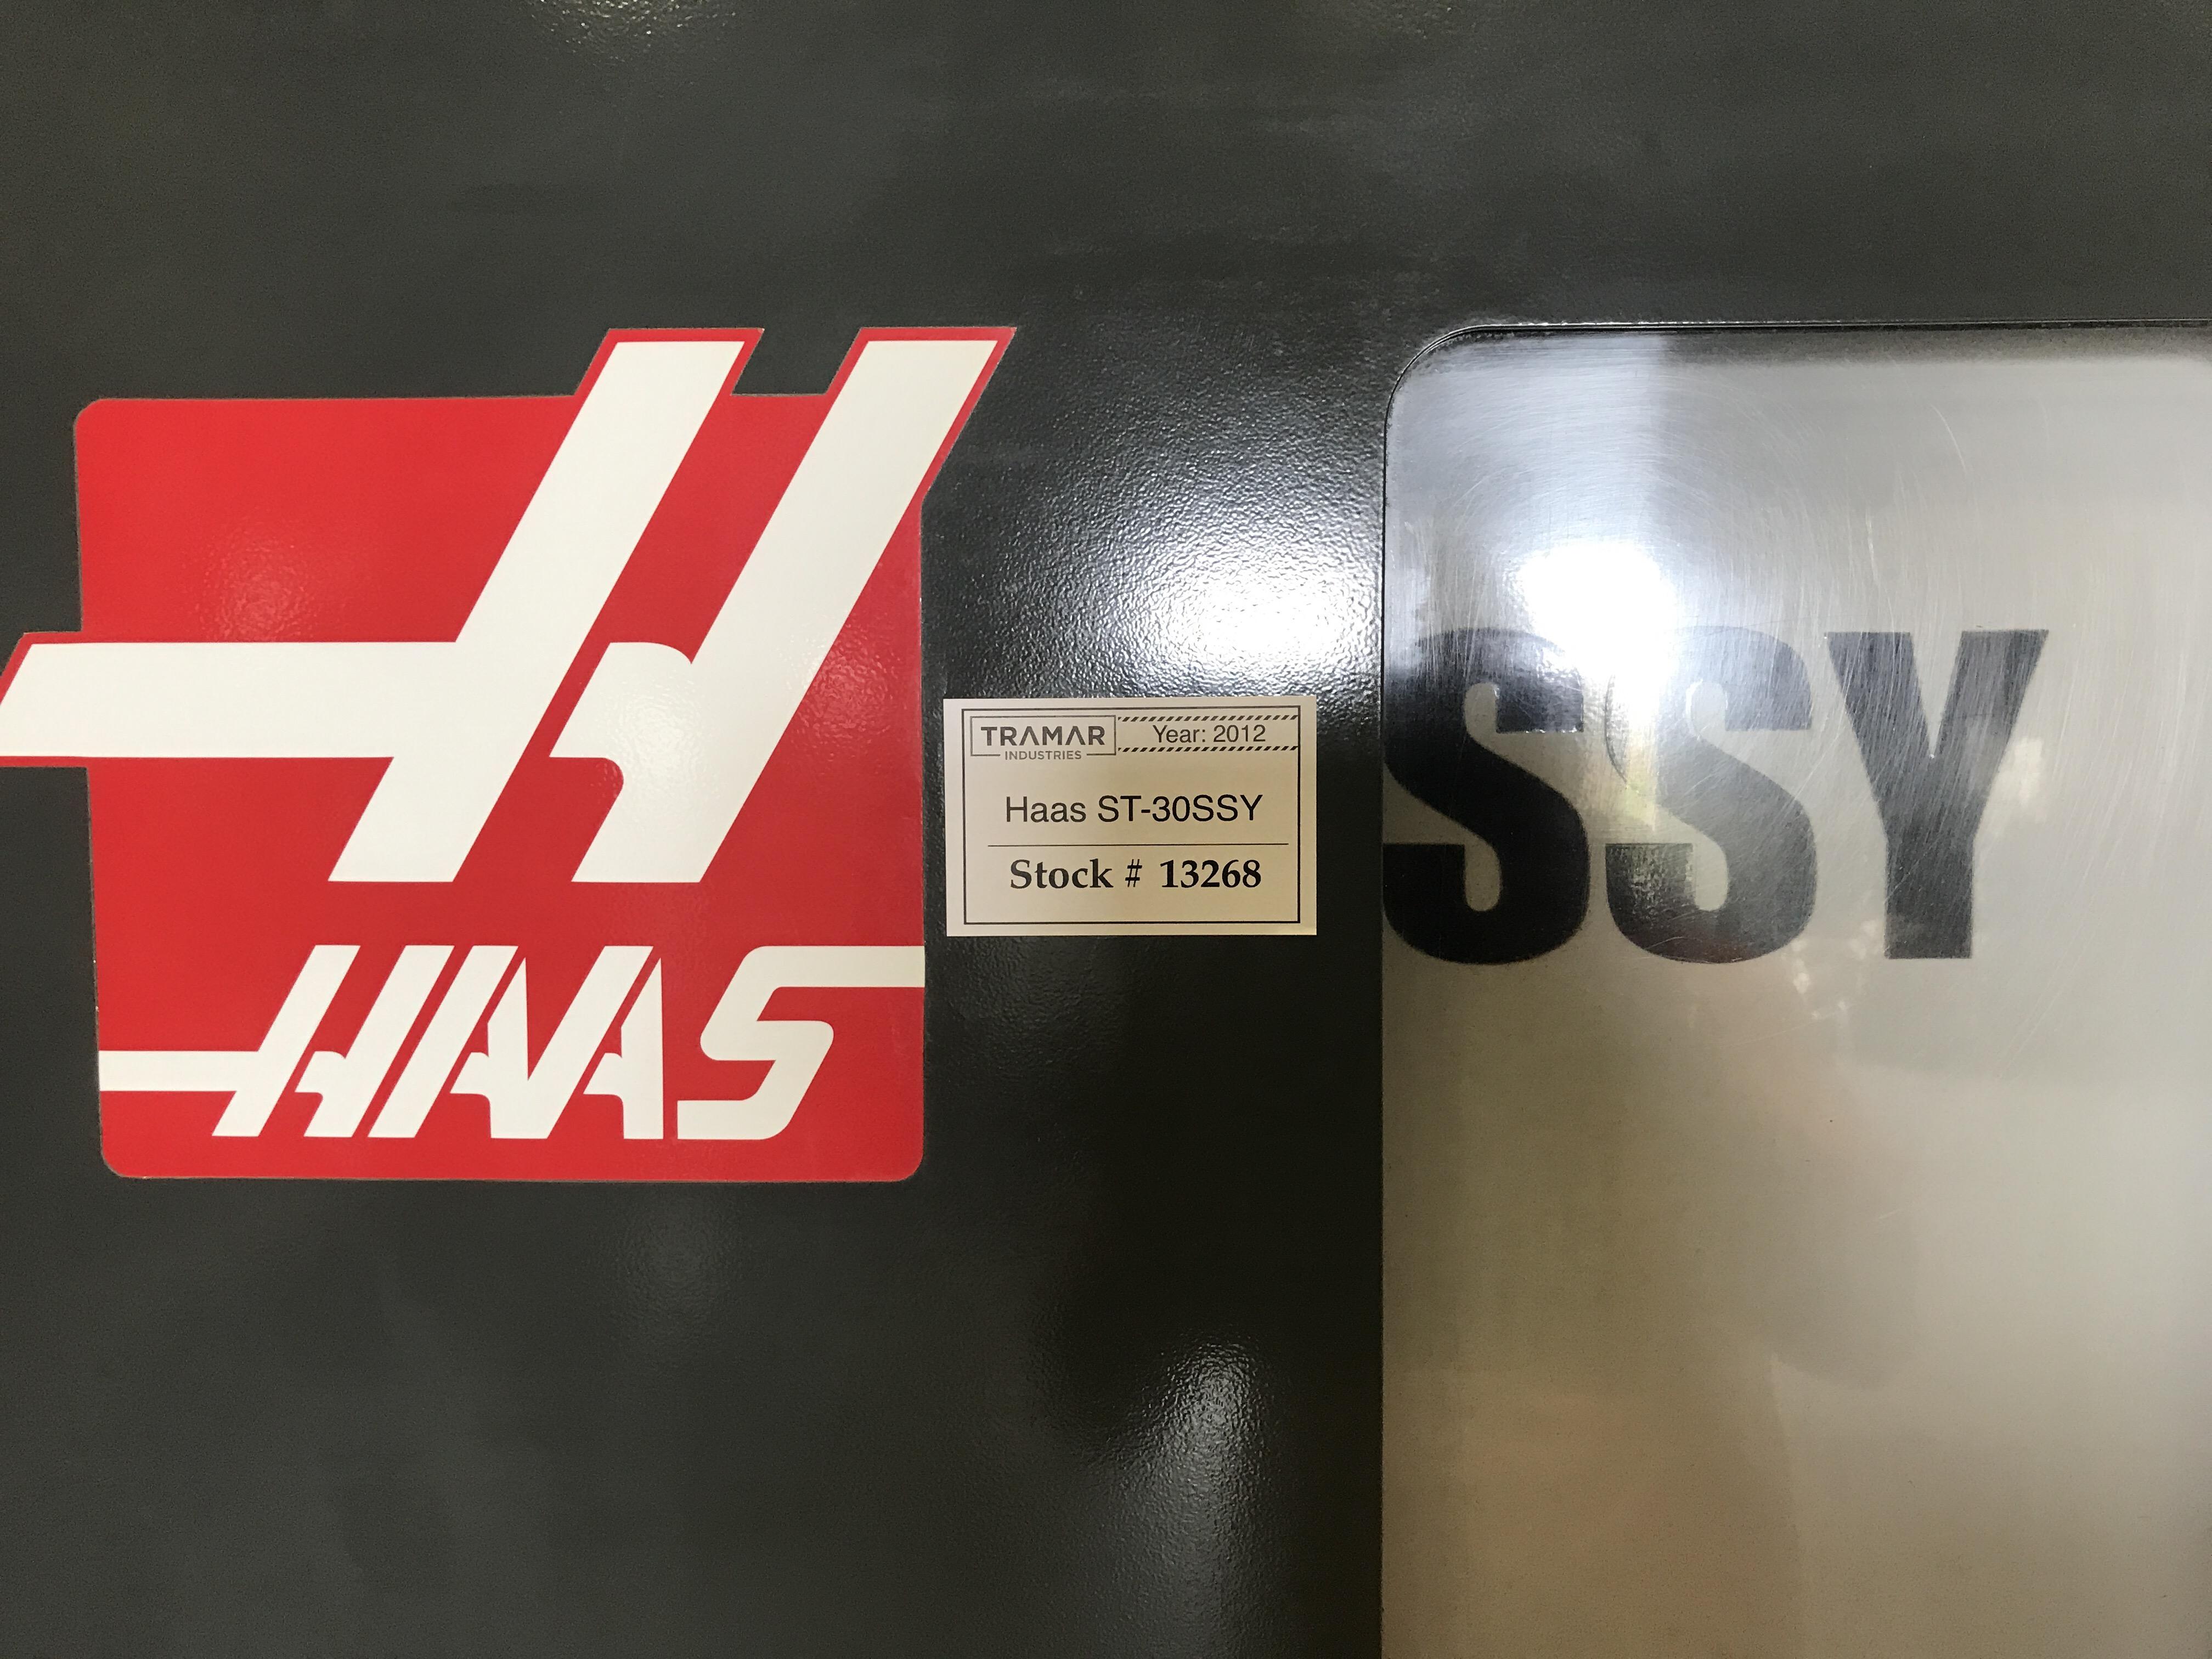 HAAS
TRAMAR
INDUSTRIES
Year: 2012
Haas ST-30SSY
Stock # 13268
SSY